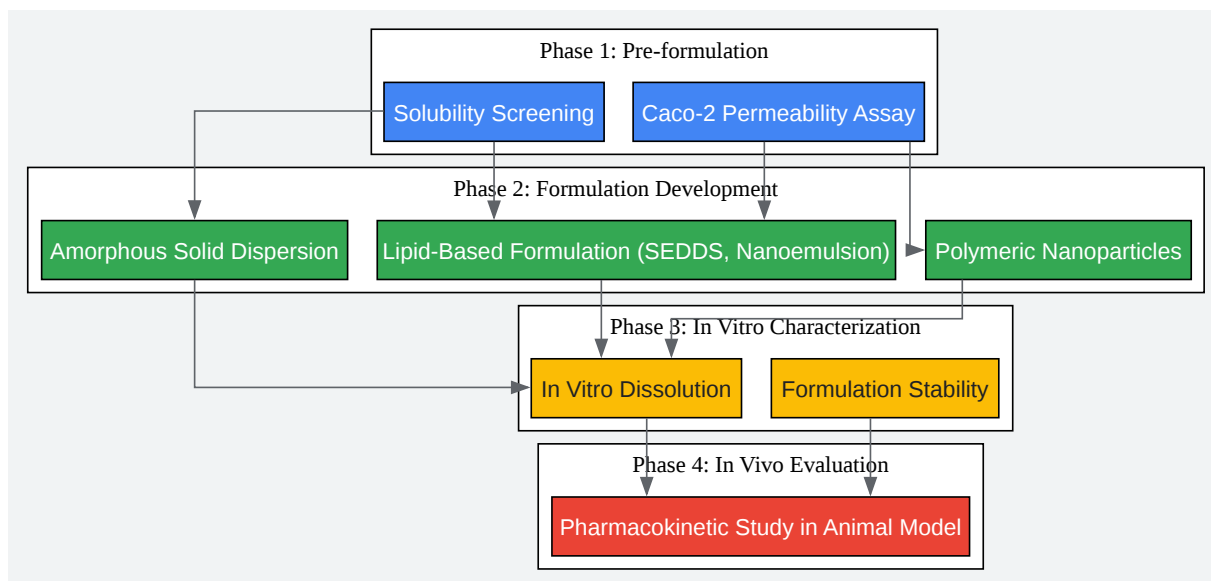 Phase 1: Pre-formulation
Solubility Screening
Caco-2 Permeability Assay
Phase 2: Formulation Development
Amorphous Solid Dispersion
Lipid-Based Formulation (SEDDS, Nanoemulsion)
Polymeric Nanoparticles
Phase 3: In Vitro Characterization
In Vitro Dissolution
Formulation Stability
Phase 4: In Vivo Evaluation
Pharmacokinetic Study in Animal Model